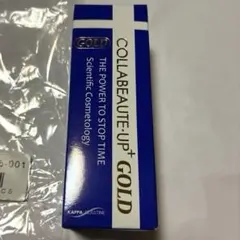 COLLABEAUTE·UP+ GOLD
GOLD
THE POWER TO STOP TIME
Scientific Cosmetology
KAPPA